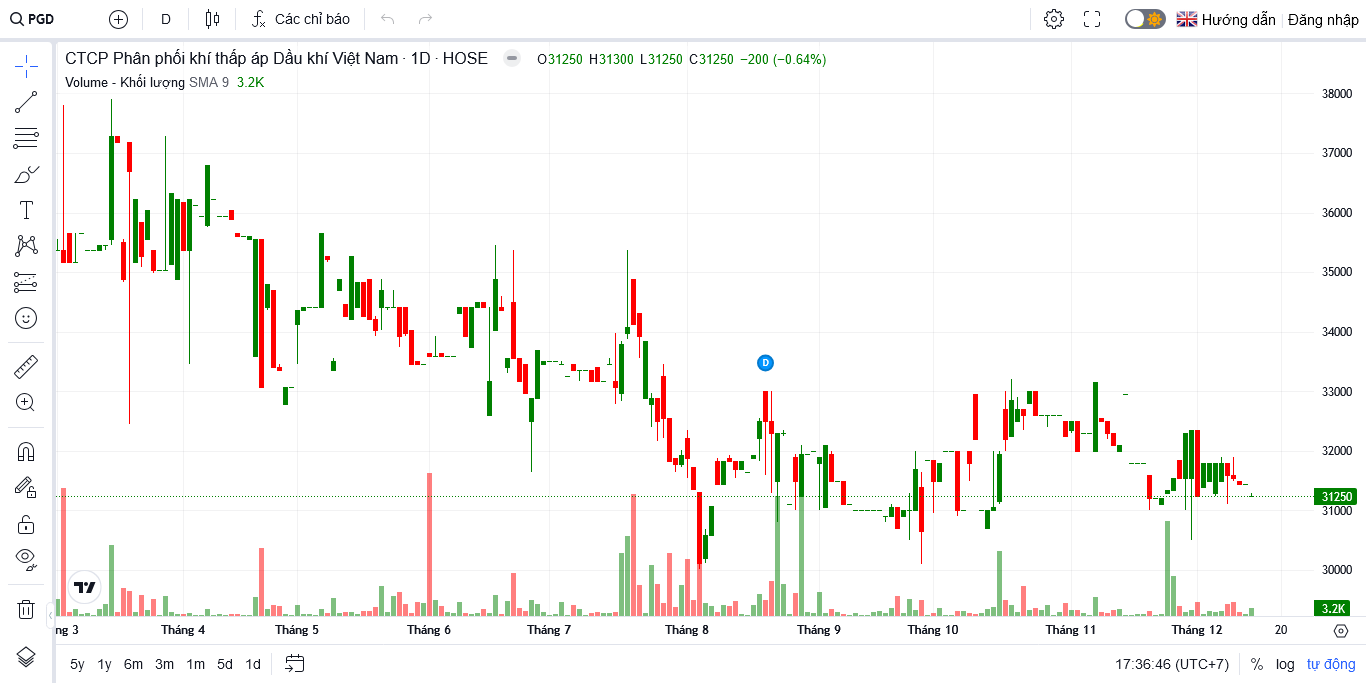 PGD D Các chỉ báo Hướng dẫn Đăng nhập
CTCP Phân phối khí thấp áp Dầu khí Việt Nam · 1D · HOSE O31250 H31300 L31250 C31250 −200 (−0.64%)
Volume - Khối lượng SMA 9 3.2K
38000
37000
36000
35000
34000
33000
32000
31250
31000
30000
3.2K
D
ng 3 Tháng 4 Tháng 5 Tháng 6 Tháng 7 Tháng 8 Tháng 9 Tháng 10 Tháng 11 Tháng 12 20
5y 1y 6m 3m 1m 5d 1d 17:36:46 (UTC+7) % log tự động